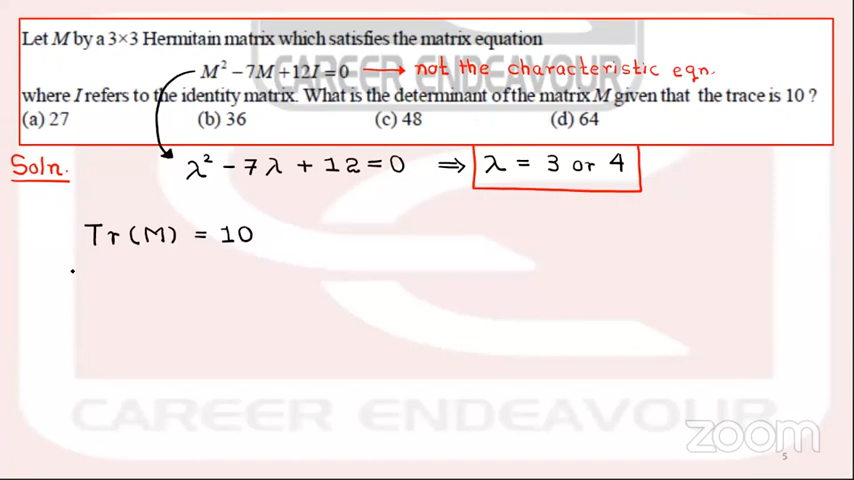 Let M by a 3×3 Hermitain matrix which satisfies the matrix equation
M² − 7M + 12I = 0 → not the characteristic eqn.
where I refers to the identity matrix. What is the determinant of the matrix M given that the trace is 10 ?
(a) 27 (b) 36 (c) 48 (d) 64
Soln. λ² − 7λ + 12 = 0 ⇒ λ = 3 or 4
Tr(M) = 10
CAREER ENDEAVOUR
CAREER ENDEAVOUR
zoom
5